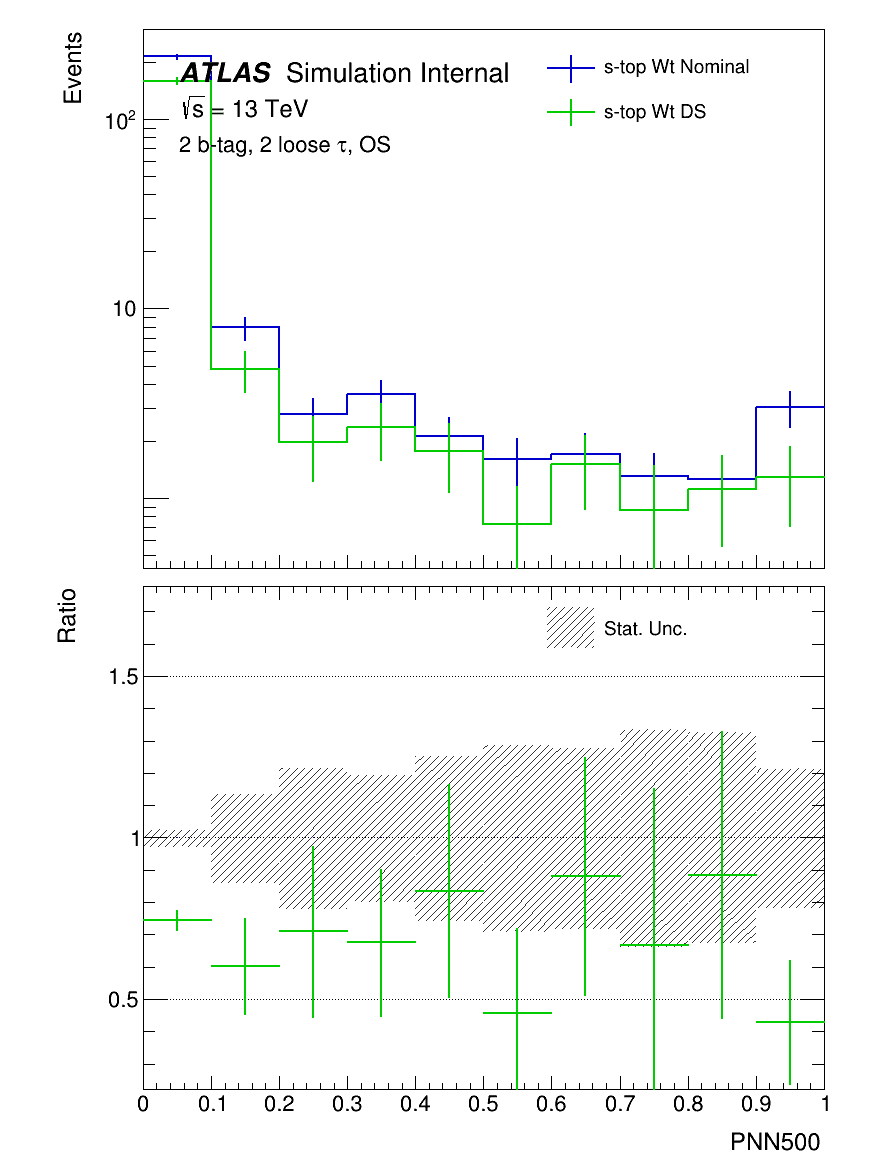 Events
ATLAS Simulation Internal
√s = 13 TeV
2 b-tag, 2 loose τ, OS
s-top Wt Nominal
s-top Wt DS
10²
10
Ratio
Stat. Unc.
1.5
1
0.5
0 0.1 0.2 0.3 0.4 0.5 0.6 0.7 0.8 0.9 1
PNN500